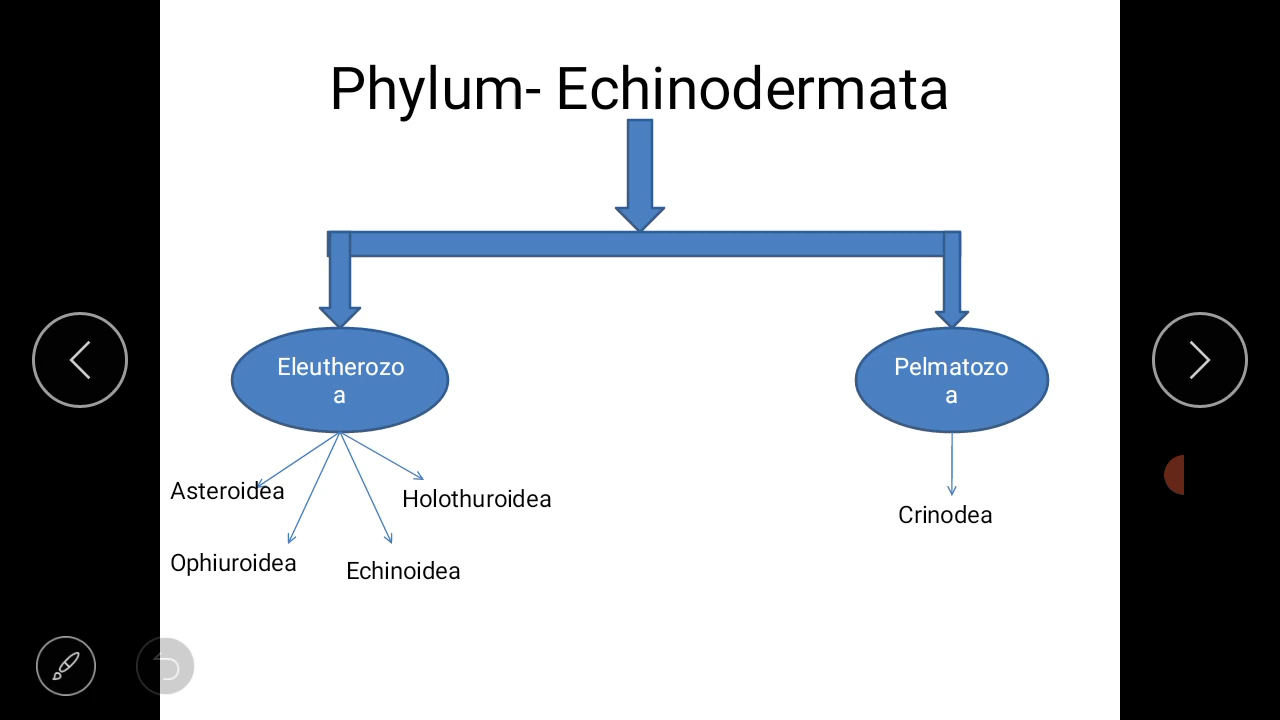 Phylum- Echinodermata
Eleutherozo
a
Pelmatozo
a
Asteroidea
Holothuroidea
Crinodea
Ophiuroidea
Echinoidea